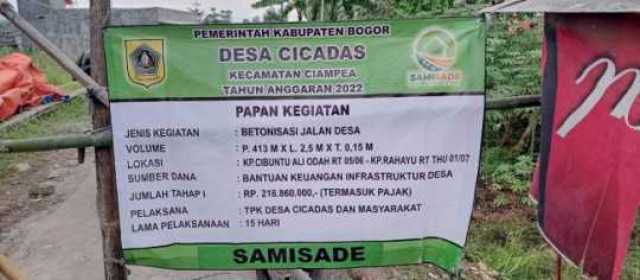 PEMERINTAH KABUPATEN BOGOR
DESA CICADAS
KECAMATAN CIAMPEA
TAHUN ANGGARAN 2022
SAMISADE
PAPAN KEGIATAN
JENIS KEGIATAN : BETONISASI JALAN DESA
VOLUME : P. 413 M X L. 2,5 M X T. 0,15 M
LOKASI : KP.CIBUNTU ALI ODAH RT 05/06 - KP.RAHAYU RT THU 01/07
SUMBER DANA : BANTUAN KEUANGAN INFRASTRUKTUR DESA
JUMLAH TAHAP I : RP. 216.860.000,- (TERMASUK PAJAK)
PELAKSANA : TPK DESA CICADAS DAN MASYARAKAT
LAMA PELAKSANAAN : 15 HARI
SAMISADE